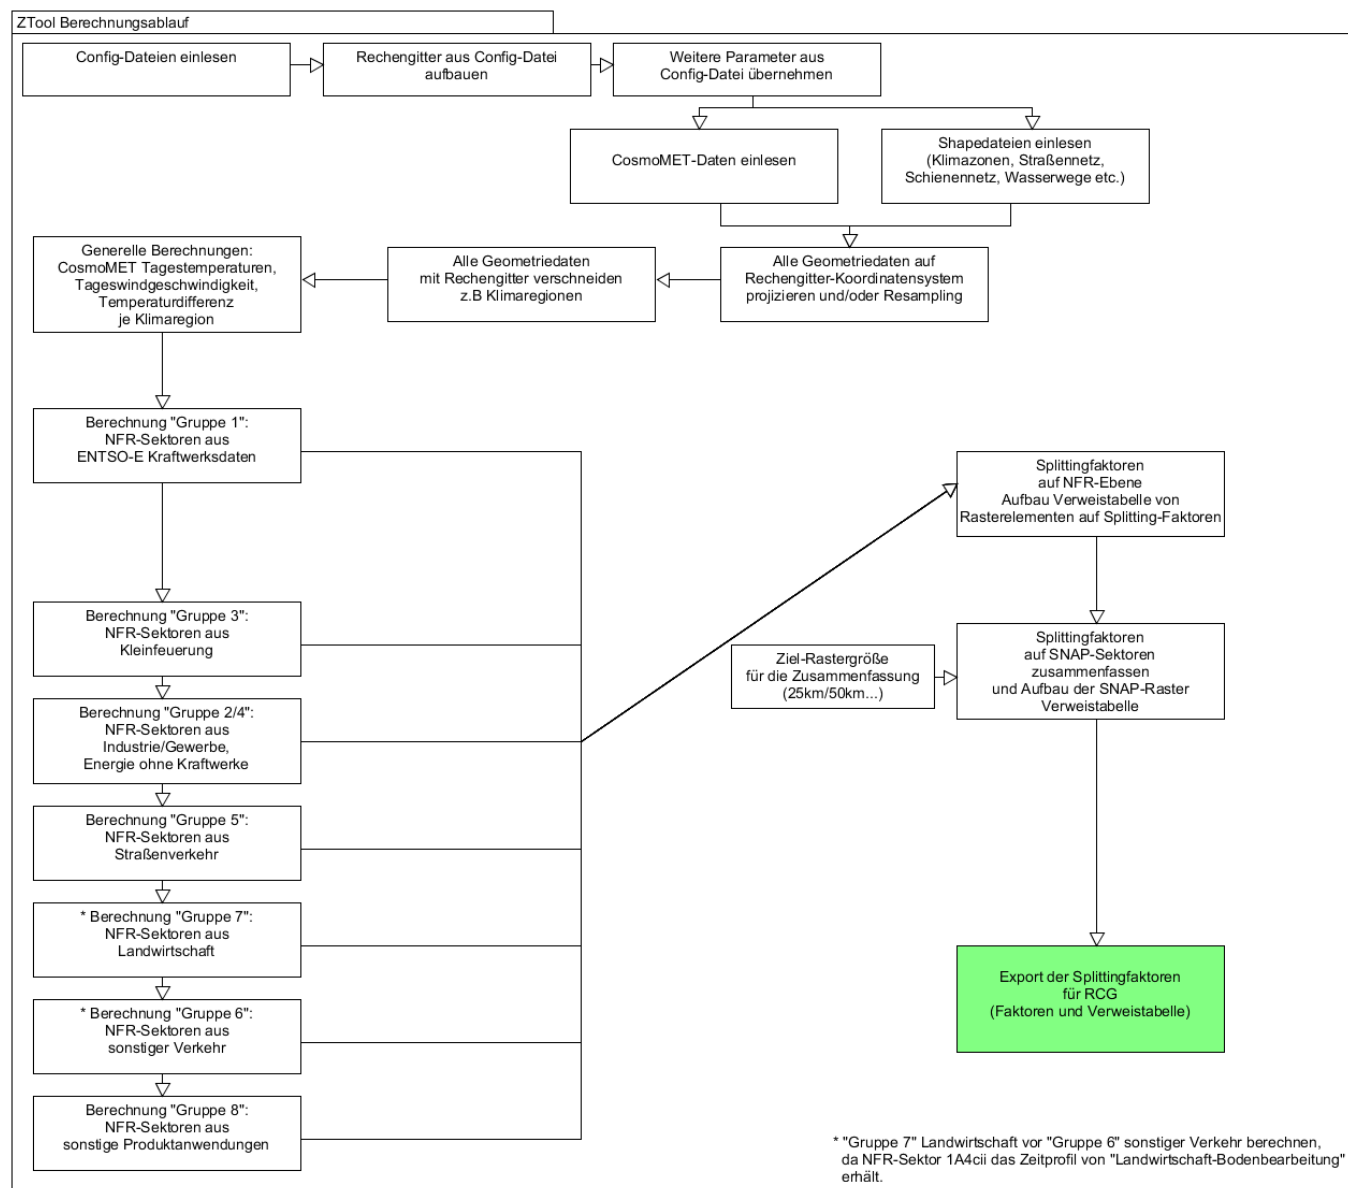 ZTool Berechnungsablauf
Config-Dateien einlesen
Rechengitter aus Config-Datei
aufbauen
Weitere Parameter aus
Config-Datei übernehmen
CosmoMET-Daten einlesen
Shapedateien einlesen
(Klimazonen, Straßennetz,
Schienennetz, Wasserwege etc.)
Alle Geometriedaten auf
Rechengitter-Koordinatensystem
projizieren und/oder Resampling
Alle Geometriedaten
mit Rechengitter verschneiden
z.B Klimaregionen
Generelle Berechnungen:
CosmoMET Tagestemperaturen,
Tageswindgeschwindigkeit,
Temperaturdifferenz
je Klimaregion
Berechnung "Gruppe 1":
NFR-Sektoren aus
ENTSO-E Kraftwerksdaten
Berechnung "Gruppe 3":
NFR-Sektoren aus
Kleinfeuerung
Berechnung "Gruppe 2/4":
NFR-Sektoren aus
Industrie/Gewerbe,
Energie ohne Kraftwerke
Berechnung "Gruppe 5":
NFR-Sektoren aus
Straßenverkehr
* Berechnung "Gruppe 7":
NFR-Sektoren aus
Landwirtschaft
* Berechnung "Gruppe 6":
NFR-Sektoren aus
sonstiger Verkehr
Berechnung "Gruppe 8":
NFR-Sektoren aus
sonstige Produktanwendungen
Splittingfaktoren
auf NFR-Ebene
Aufbau Verweistabelle von
Rasterelementen auf Splitting-Faktoren
Ziel-Rastergröße
für die Zusammenfassung
(25km/50km...)
Splittingfaktoren
auf SNAP-Sektoren
zusammenfassen
und Aufbau der SNAP-Raster
Verweistabelle
Export der Splittingfaktoren
für RCG
(Faktoren und Verweistabelle)
* "Gruppe 7" Landwirtschaft vor "Gruppe 6" sonstiger Verkehr berechnen,
da NFR-Sektor 1A4cii das Zeitprofil von "Landwirtschaft-Bodenbearbeitung"
erhält.